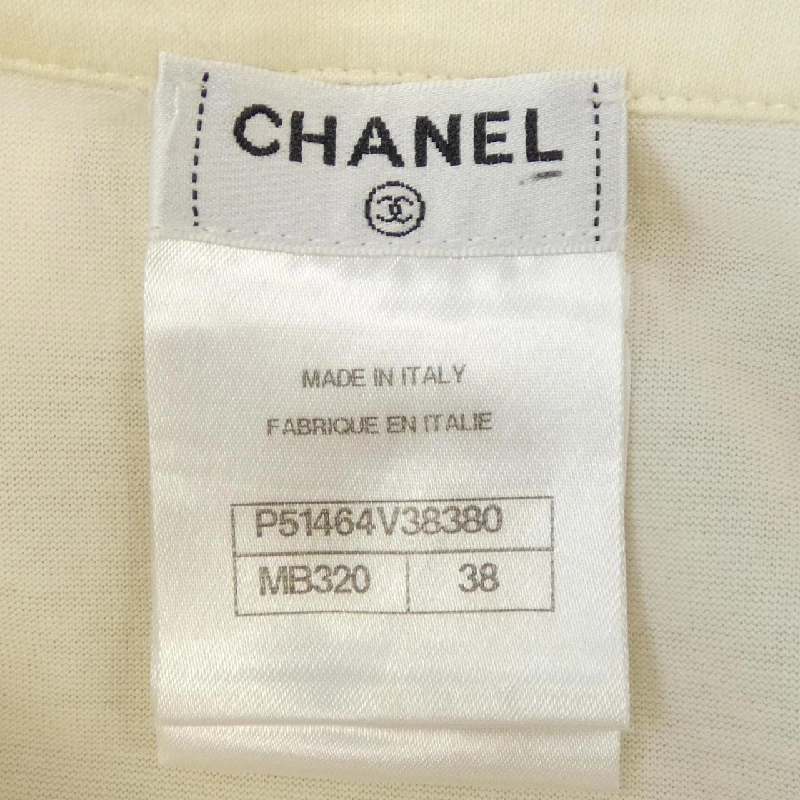 CHANEL
MADE IN ITALY
FABRIQUE EN ITALIE
P51464V38380
MB320 38